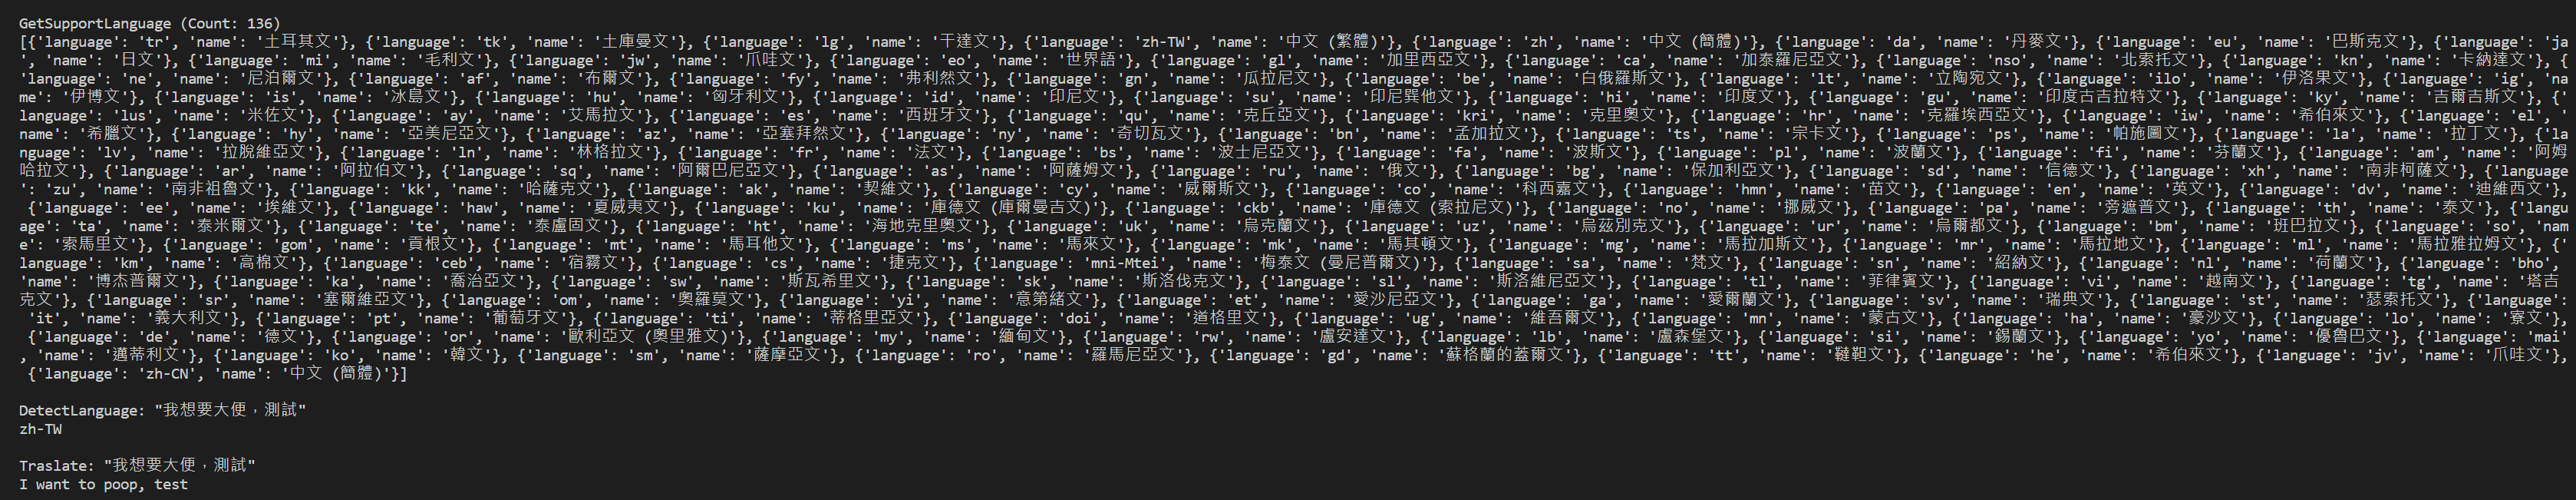 GetSupportLanguage (Count: 136)
[{'language': 'tr', 'name': '土耳其文'}, {'language': 'tk', 'name': '土庫曼文'}, {'language': 'lg', 'name': '干達文'}, {'language': 'zh-TW', 'name': '中文 (繁體)'}, {'language': 'zh', 'name': '中文 (簡體)'}, {'language': 'da', 'name': '丹麥文'}, {'language': 'eu', 'name': '巴斯克文'}, {'language': 'ja
', 'name': '日文'}, {'language': 'mi', 'name': '毛利文'}, {'language': 'jw', 'name': '爪哇文'}, {'language': 'eo', 'name': '世界語'}, {'language': 'gl', 'name': '加里西亞文'}, {'language': 'ca', 'name': '加泰羅尼亞文'}, {'language': 'nso', 'name': '北索托文'}, {'language': 'kn', 'name': '卡納達文'}, {
'language': 'ne', 'name': '尼泊爾文'}, {'language': 'af', 'name': '布爾文'}, {'language': 'fy', 'name': '弗利然文'}, {'language': 'gn', 'name': '瓜拉尼文'}, {'language': 'be', 'name': '白俄羅斯文'}, {'language': 'lt', 'name': '立陶宛文'}, {'language': 'ilo', 'name': '伊洛果文'}, {'language': 'ig', 'na
me': '伊博文'}, {'language': 'is', 'name': '冰島文'}, {'language': 'hu', 'name': '匈牙利文'}, {'language': 'id', 'name': '印尼文'}, {'language': 'su', 'name': '印尼巽他文'}, {'language': 'hi', 'name': '印度文'}, {'language': 'gu', 'name': '印度古吉拉特文'}, {'language': 'ky', 'name': '吉爾吉斯文'}, {'
language': 'lus', 'name': '米佐文'}, {'language': 'ay', 'name': '艾馬拉文'}, {'language': 'es', 'name': '西班牙文'}, {'language': 'qu', 'name': '克丘亞文'}, {'language': 'kri', 'name': '克里奧文'}, {'language': 'hr', 'name': '克羅埃西亞文'}, {'language': 'iw', 'name': '希伯來文'}, {'language': 'el', '
name': '希臘文'}, {'language': 'hy', 'name': '亞美尼亞文'}, {'language': 'az', 'name': '亞塞拜然文'}, {'language': 'ny', 'name': '奇切瓦文'}, {'language': 'bn', 'name': '孟加拉文'}, {'language': 'ts', 'name': '宗卡文'}, {'language': 'ps', 'name': '帕施圖文'}, {'language': 'la', 'name': '拉丁文'}, {'la
nguage': 'lv', 'name': '拉脫維亞文'}, {'language': 'ln', 'name': '林格拉文'}, {'language': 'fr', 'name': '法文'}, {'language': 'bs', 'name': '波士尼亞文'}, {'language': 'fa', 'name': '波斯文'}, {'language': 'pl', 'name': '波蘭文'}, {'language': 'fi', 'name': '芬蘭文'}, {'language': 'am', 'name': '阿姆
哈拉文'}, {'language': 'ar', 'name': '阿拉伯文'}, {'language': 'sq', 'name': '阿爾巴尼亞文'}, {'language': 'as', 'name': '阿薩姆文'}, {'language': 'ru', 'name': '俄文'}, {'language': 'bg', 'name': '保加利亞文'}, {'language': 'sd', 'name': '信德文'}, {'language': 'xh', 'name': '南非柯薩文'}, {'language
': 'zu', 'name': '南非祖魯文'}, {'language': 'kk', 'name': '哈薩克文'}, {'language': 'ak', 'name': '契維文'}, {'language': 'cy', 'name': '威爾斯文'}, {'language': 'co', 'name': '科西嘉文'}, {'language': 'hmn', 'name': '苗文'}, {'language': 'en', 'name': '英文'}, {'language': 'dv', 'name': '迪維西文'},
{'language': 'ee', 'name': '埃維文'}, {'language': 'haw', 'name': '夏威夷文'}, {'language': 'ku', 'name': '庫德文 (庫爾曼吉文)'}, {'language': 'ckb', 'name': '庫德文 (索拉尼文)'}, {'language': 'no', 'name': '挪威文'}, {'language': 'pa', 'name': '旁遮普文'}, {'language': 'th', 'name': '泰文'}, {'langu
age': 'ta', 'name': '泰米爾文'}, {'language': 'te', 'name': '泰盧固文'}, {'language': 'ht', 'name': '海地克里奧文'}, {'language': 'uk', 'name': '烏克蘭文'}, {'language': 'uz', 'name': '烏茲別克文'}, {'language': 'ur', 'name': '烏爾都文'}, {'language': 'bm', 'name': '班巴拉文'}, {'language': 'so', 'nam
e': '索馬里文'}, {'language': 'gom', 'name': '貢根文'}, {'language': 'mt', 'name': '馬耳他文'}, {'language': 'ms', 'name': '馬來文'}, {'language': 'mk', 'name': '馬其頓文'}, {'language': 'mg', 'name': '馬拉加斯文'}, {'language': 'mr', 'name': '馬拉地文'}, {'language': 'ml', 'name': '馬拉雅拉姆文'}, {'
language': 'km', 'name': '高棉文'}, {'language': 'ceb', 'name': '宿霧文'}, {'language': 'cs', 'name': '捷克文'}, {'language': 'mni-Mtei', 'name': '梅泰文 (曼尼普爾文)'}, {'language': 'sa', 'name': '梵文'}, {'language': 'sn', 'name': '紹納文'}, {'language': 'nl', 'name': '荷蘭文'}, {'language': 'bho',
'name': '博杰普爾文'}, {'language': 'ka', 'name': '喬治亞文'}, {'language': 'sw', 'name': '斯瓦希里文'}, {'language': 'sk', 'name': '斯洛伐克文'}, {'language': 'sl', 'name': '斯洛維尼亞文'}, {'language': 'tl', 'name': '菲律賓文'}, {'language': 'vi', 'name': '越南文'}, {'language': 'tg', 'name': '塔吉
克文'}, {'language': 'sr', 'name': '塞爾維亞文'}, {'language': 'om', 'name': '奧羅莫文'}, {'language': 'yi', 'name': '意第緒文'}, {'language': 'et', 'name': '愛沙尼亞文'}, {'language': 'ga', 'name': '愛爾蘭文'}, {'language': 'sv', 'name': '瑞典文'}, {'language': 'st', 'name': '瑟索托文'}, {'language':
'it', 'name': '義大利文'}, {'language': 'pt', 'name': '葡萄牙文'}, {'language': 'ti', 'name': '蒂格里亞文'}, {'language': 'doi', 'name': '道格里文'}, {'language': 'ug', 'name': '維吾爾文'}, {'language': 'mn', 'name': '蒙古文'}, {'language': 'ha', 'name': '豪沙文'}, {'language': 'lo', 'name': '寮文'},
{'language': 'de', 'name': '德文'}, {'language': 'or', 'name': '歐利亞文 (奧里雅文)'}, {'language': 'my', 'name': '緬甸文'}, {'language': 'rw', 'name': '盧安達文'}, {'language': 'lb', 'name': '盧森堡文'}, {'language': 'si', 'name': '錫蘭文'}, {'language': 'yo', 'name': '優魯巴文'}, {'language': 'mai'
, 'name': '邁蒂利文'}, {'language': 'ko', 'name': '韓文'}, {'language': 'sm', 'name': '薩摩亞文'}, {'language': 'ro', 'name': '羅馬尼亞文'}, {'language': 'gd', 'name': '蘇格蘭的蓋爾文'}, {'language': 'tt', 'name': '韃靼文'}, {'language': 'he', 'name': '希伯來文'}, {'language': 'jv', 'name': '爪哇文'},
{'language': 'zh-CN', 'name': '中文 (簡體)'}]
DetectLanguage: "我想要大便，測試"
zh-TW
Traslate: "我想要大便，測試"
I want to poop, test